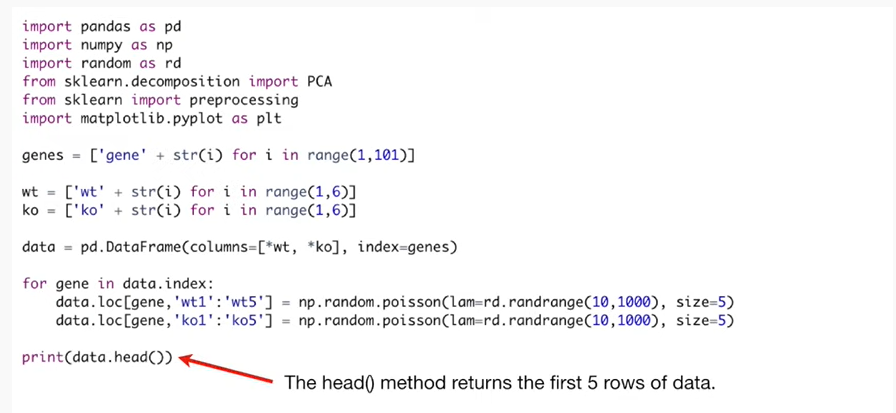 import pandas as pd
import numpy as np
import random as rd
from sklearn.decomposition import PCA
from sklearn import preprocessing
import matplotlib.pyplot as plt
genes = ['gene' + str(i) for i in range(1,101)]
wt = ['wt' + str(i) for i in range(1,6)]
ko = ['ko' + str(i) for i in range(1,6)]
data = pd.DataFrame(columns=[*wt, *ko], index=genes)
for gene in data.index:
    data.loc[gene,'wt1':'wt5'] = np.random.poisson(lam=rd.randrange(10,1000), size=5)
    data.loc[gene,'ko1':'ko5'] = np.random.poisson(lam=rd.randrange(10,1000), size=5)
print(data.head())
The head() method returns the first 5 rows of data.